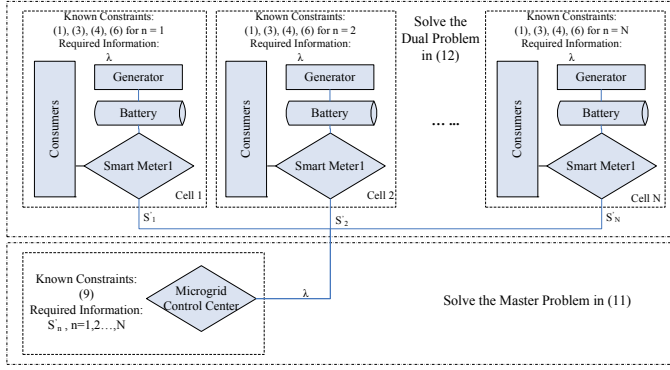 Known Constraints:
(1), (3), (4), (6) for n = 1
Required Information:
λ
Generator
Battery
Consumers
Smart Meter1
Cell 1
S'1
Known Constraints:
(1), (3), (4), (6) for n = 2
Required Information:
λ
Generator
Battery
Consumers
Smart Meter1
Cell 2
S'2
Solve the
Dual Problem
in (12)
... ...
Known Constraints:
(1), (3), (4), (6) for n = N
Required Information:
λ
Generator
Battery
Consumers
Smart Meter1
Cell N
S'N
Known Constraints:
(9)
Required Information:
S'n , n=1,2...,N
Microgrid
Control Center
λ
Solve the Master Problem in (11)